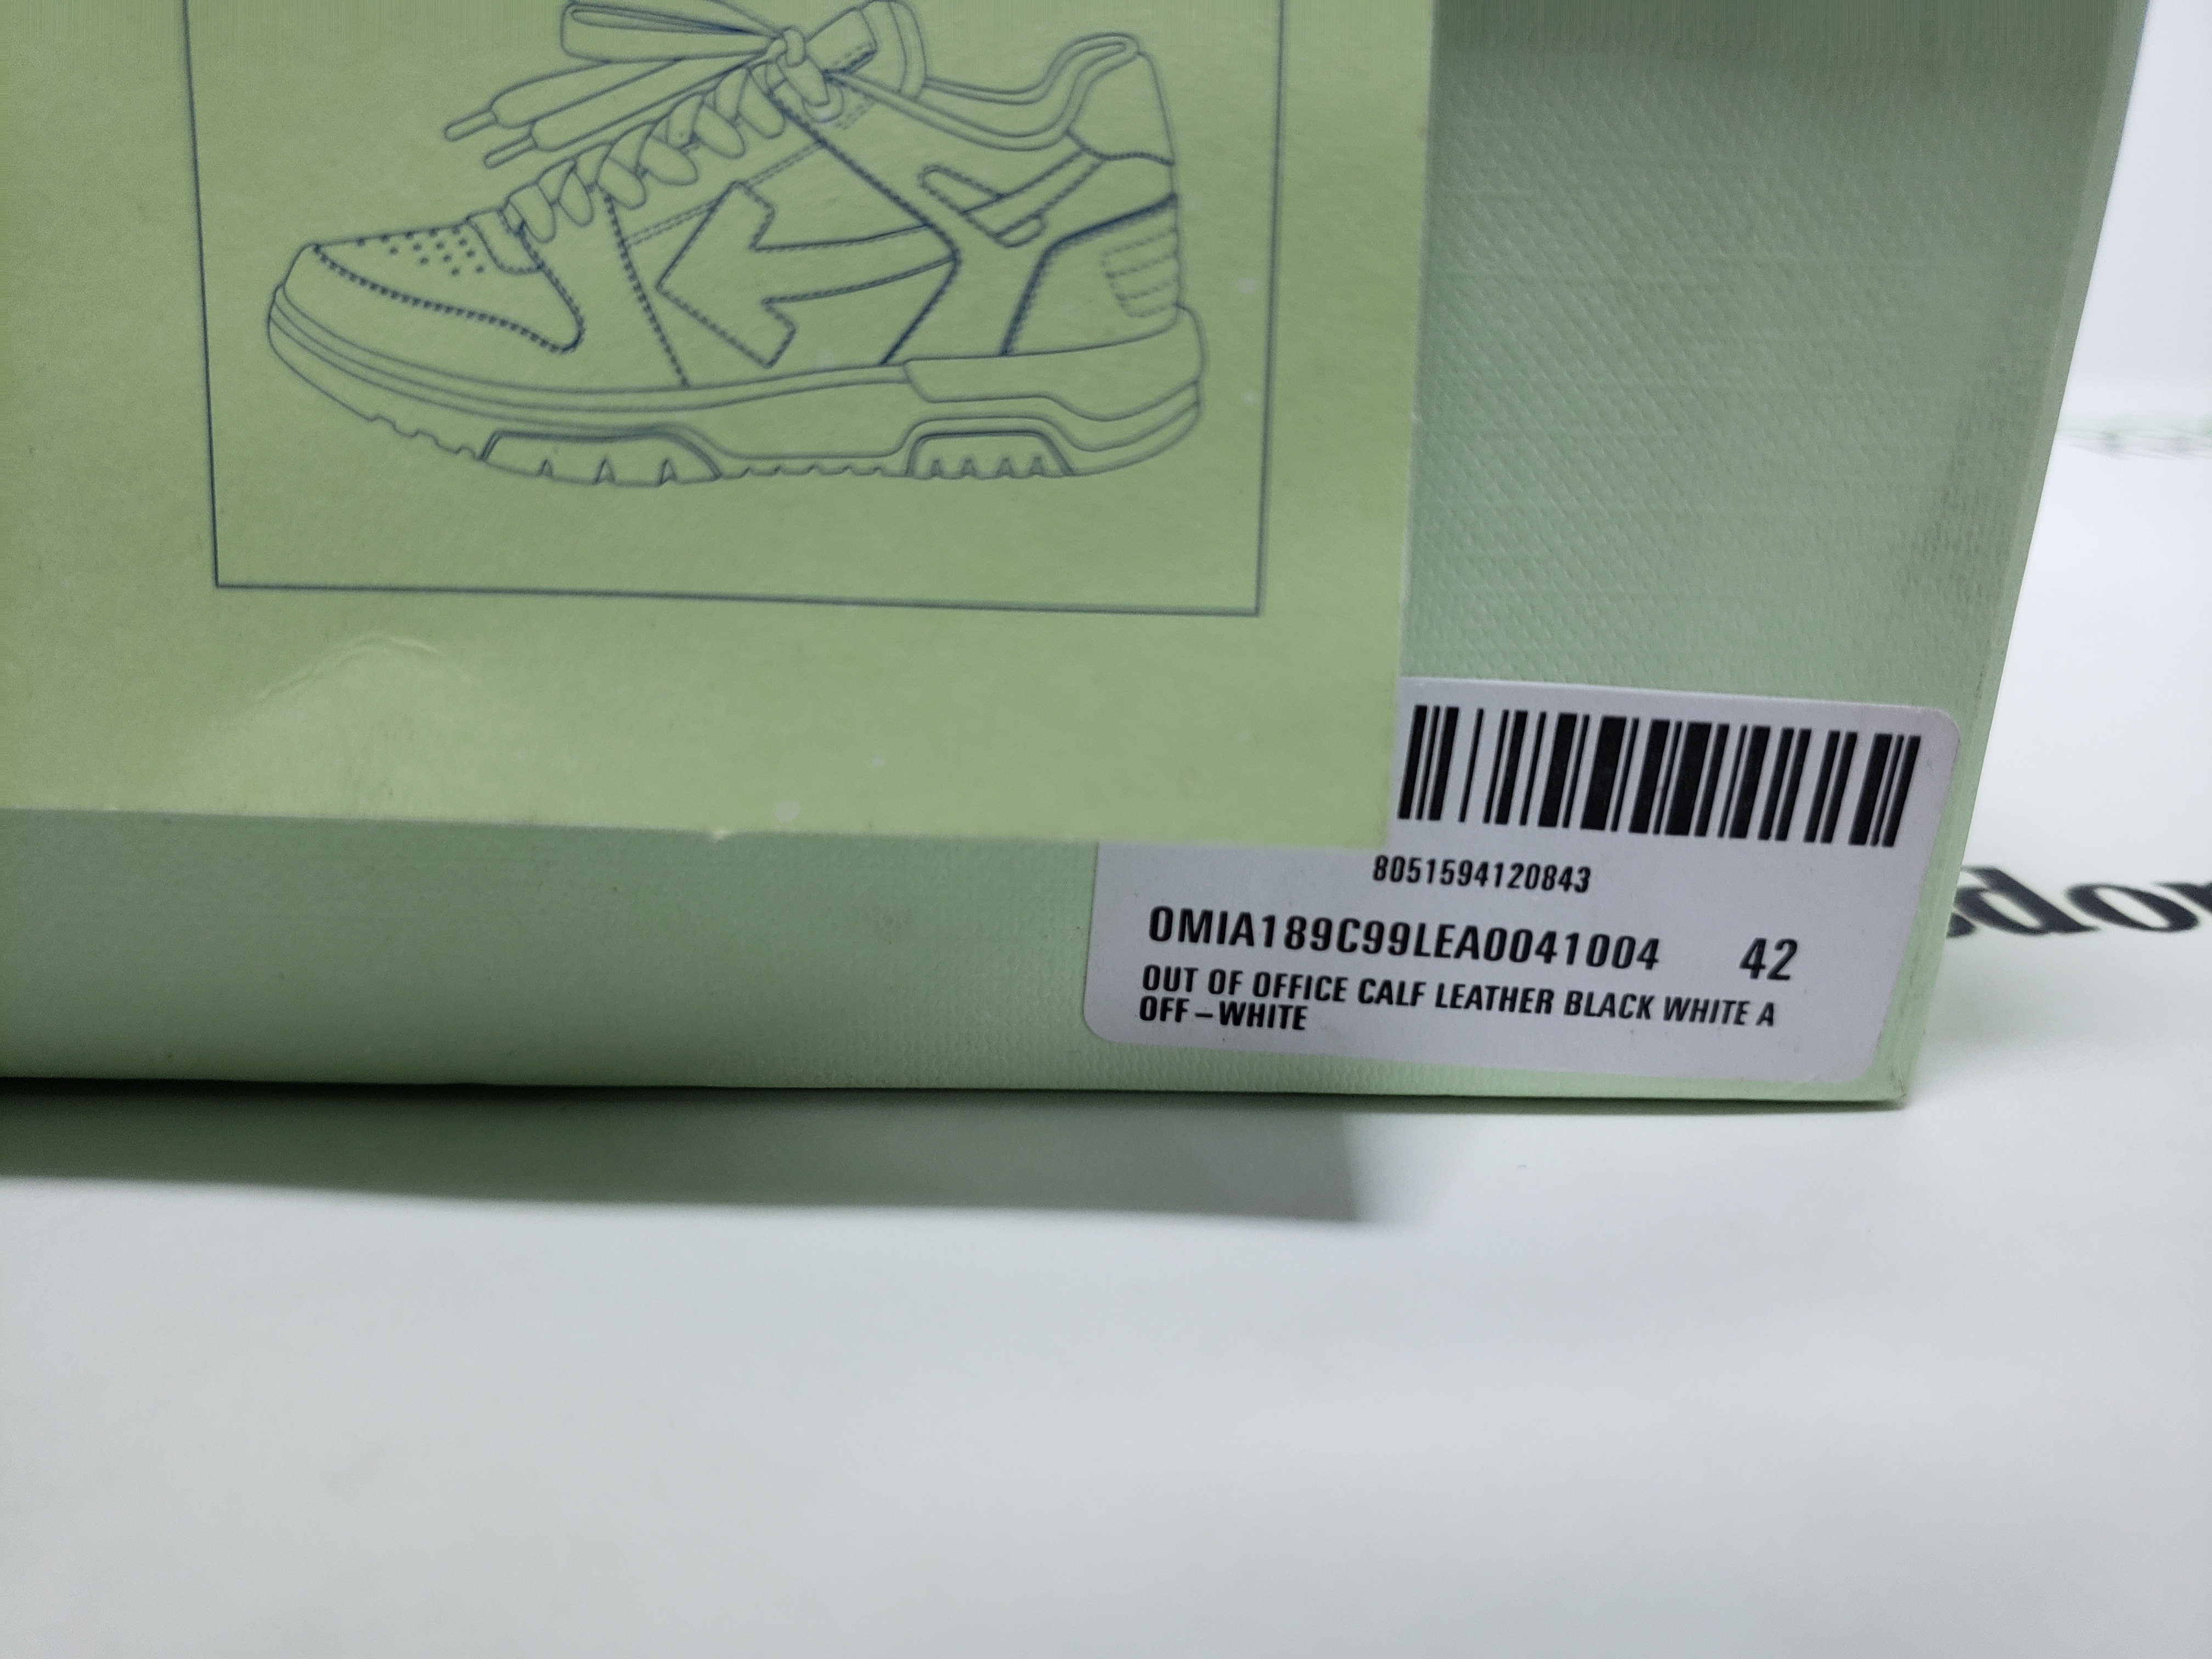 8051594120843
OMIA189C99LEA0041004 42
OUT OF OFFICE CALF LEATHER BLACK WHITE A
OFF-WHITE